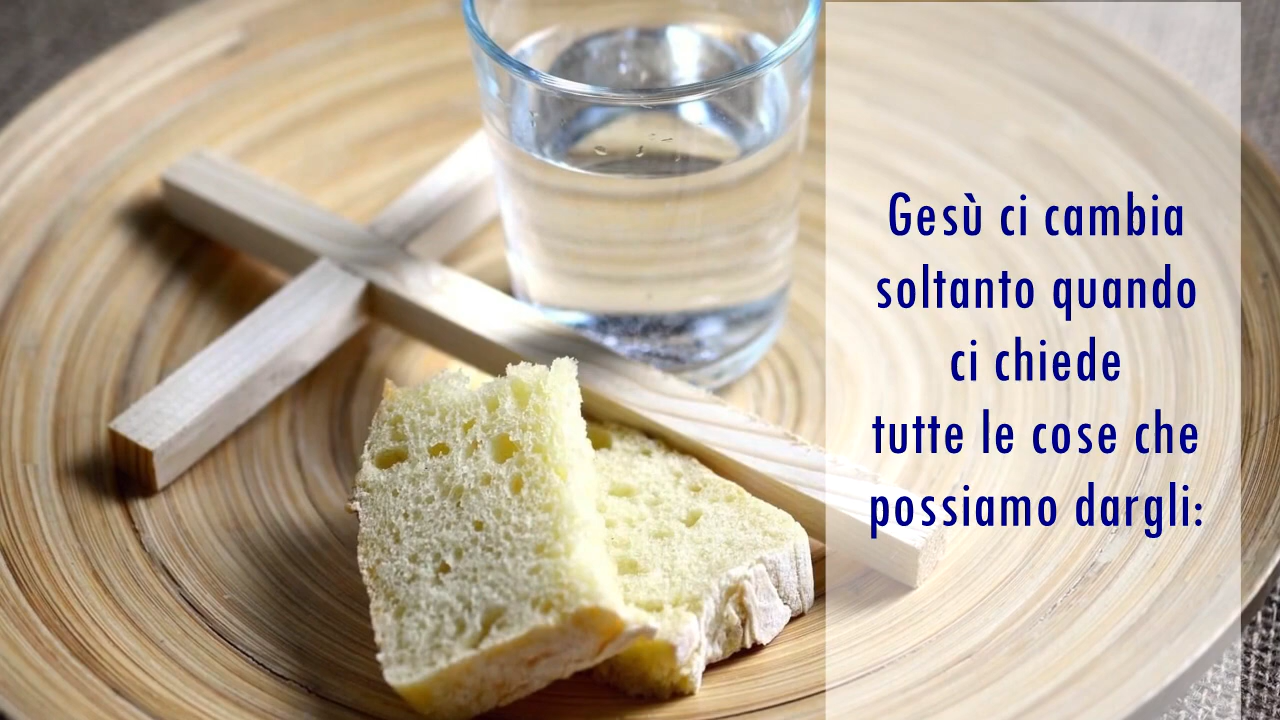 Gesù ci cambia
soltanto quando
ci chiede
tutte le cose che
possiamo dargli: